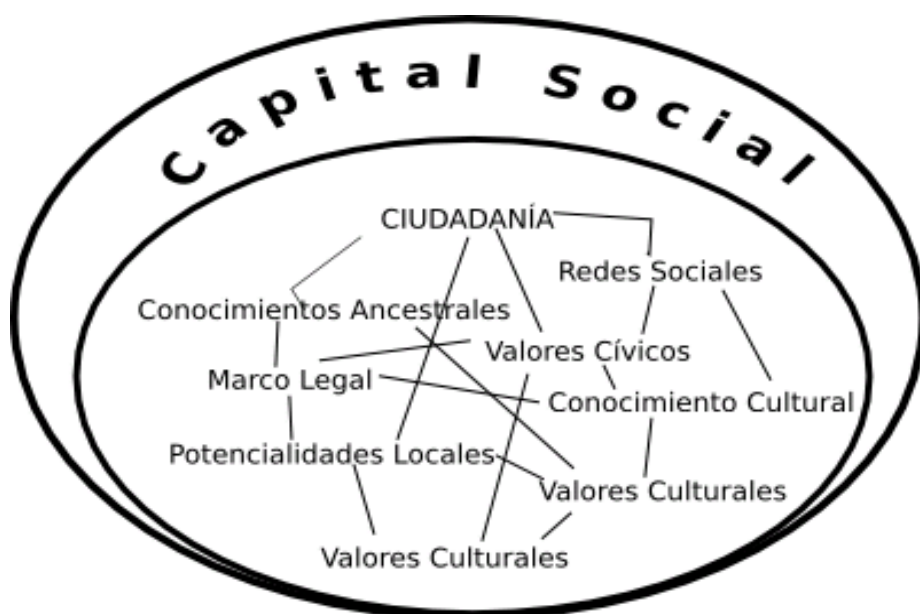 Capital Social
CIUDADANÍA
Redes Sociales
Conocimientos Ancestrales
Valores Cívicos
Marco Legal
Conocimiento Cultural
Potencialidades Locales
Valores Culturales
Valores Culturales